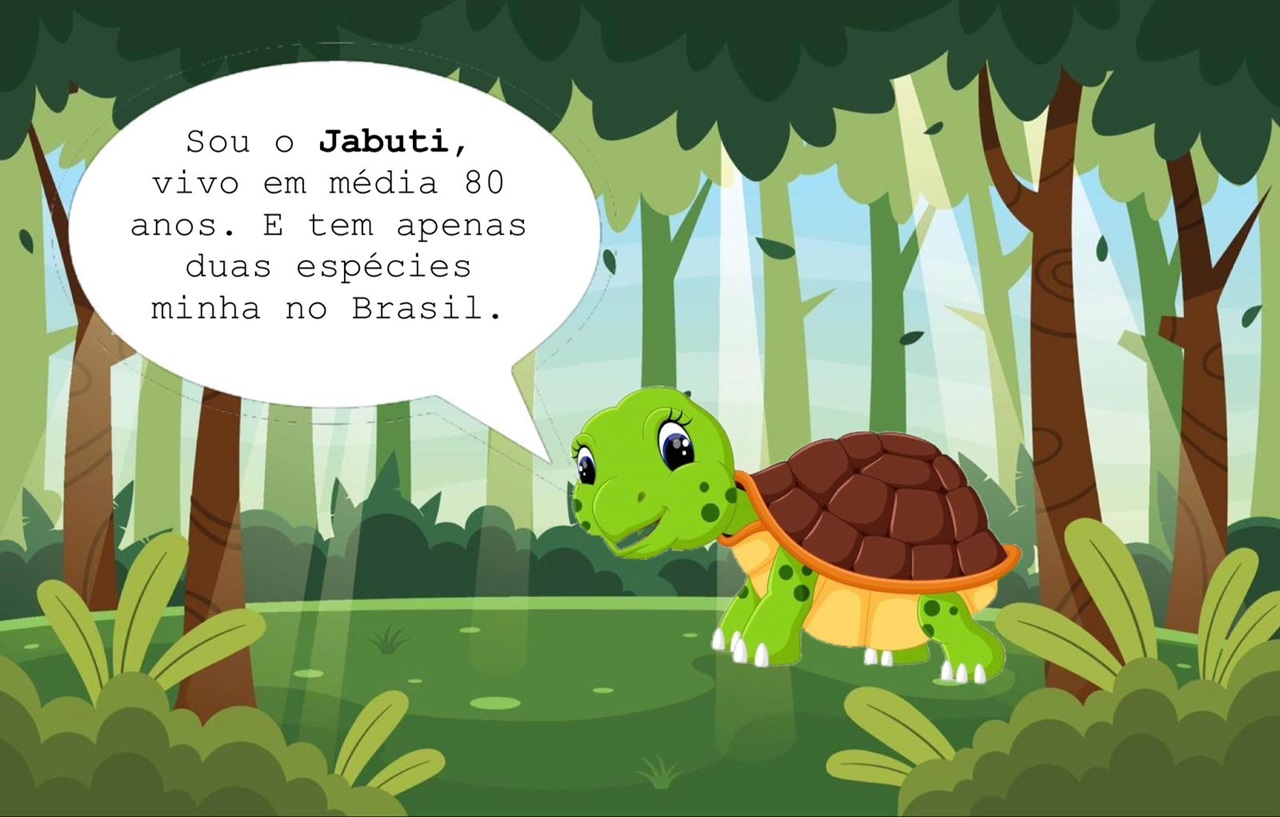 Sou o Jabuti,
vivo em média 80
anos. E tem apenas
duas espécies
minha no Brasil.